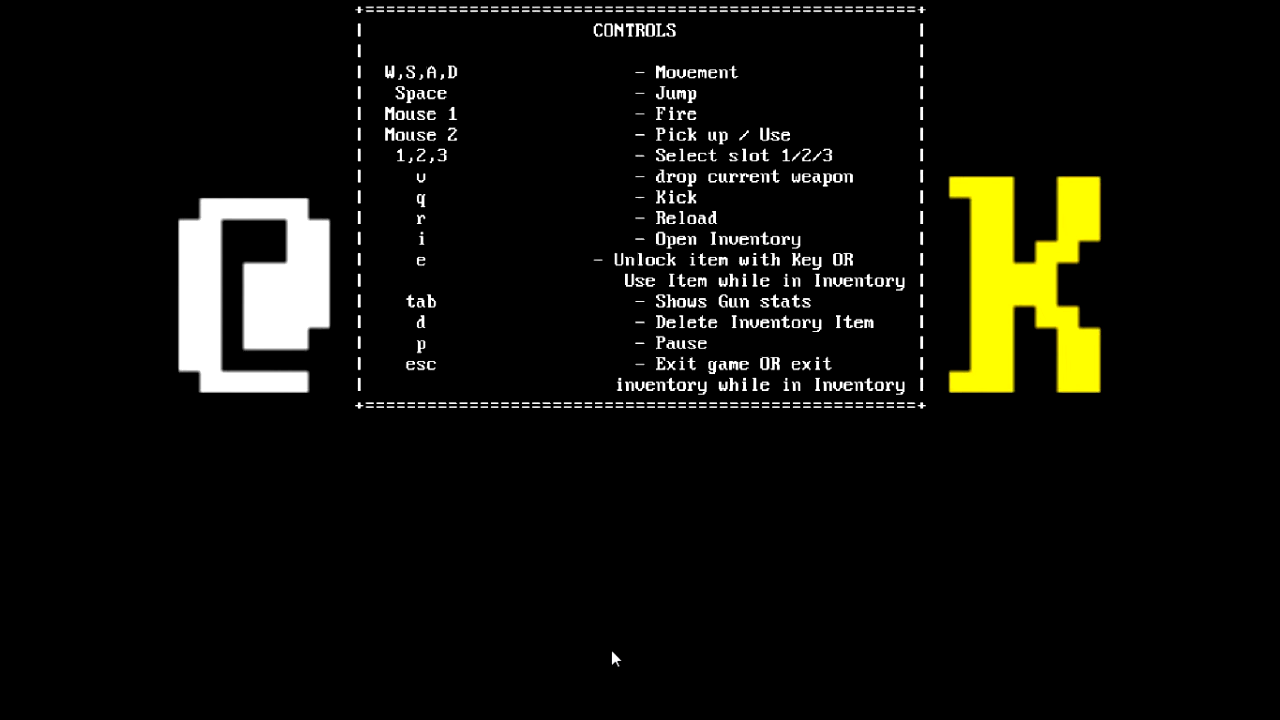 +=====================================================+
CONTROLS
W,S,A,D - Movement
Space - Jump
Mouse 1 - Fire
Mouse 2 - Pick up / Use
1,2,3 - Select slot 1/2/3
v - drop current weapon
q - Kick
r - Reload
i - Open Inventory
e - Unlock item with Key OR
Use Item while in Inventory
tab - Shows Gun stats
d - Delete Inventory Item
p - Pause
esc - Exit game OR exit
inventory while in Inventory
+=====================================================+
@ K